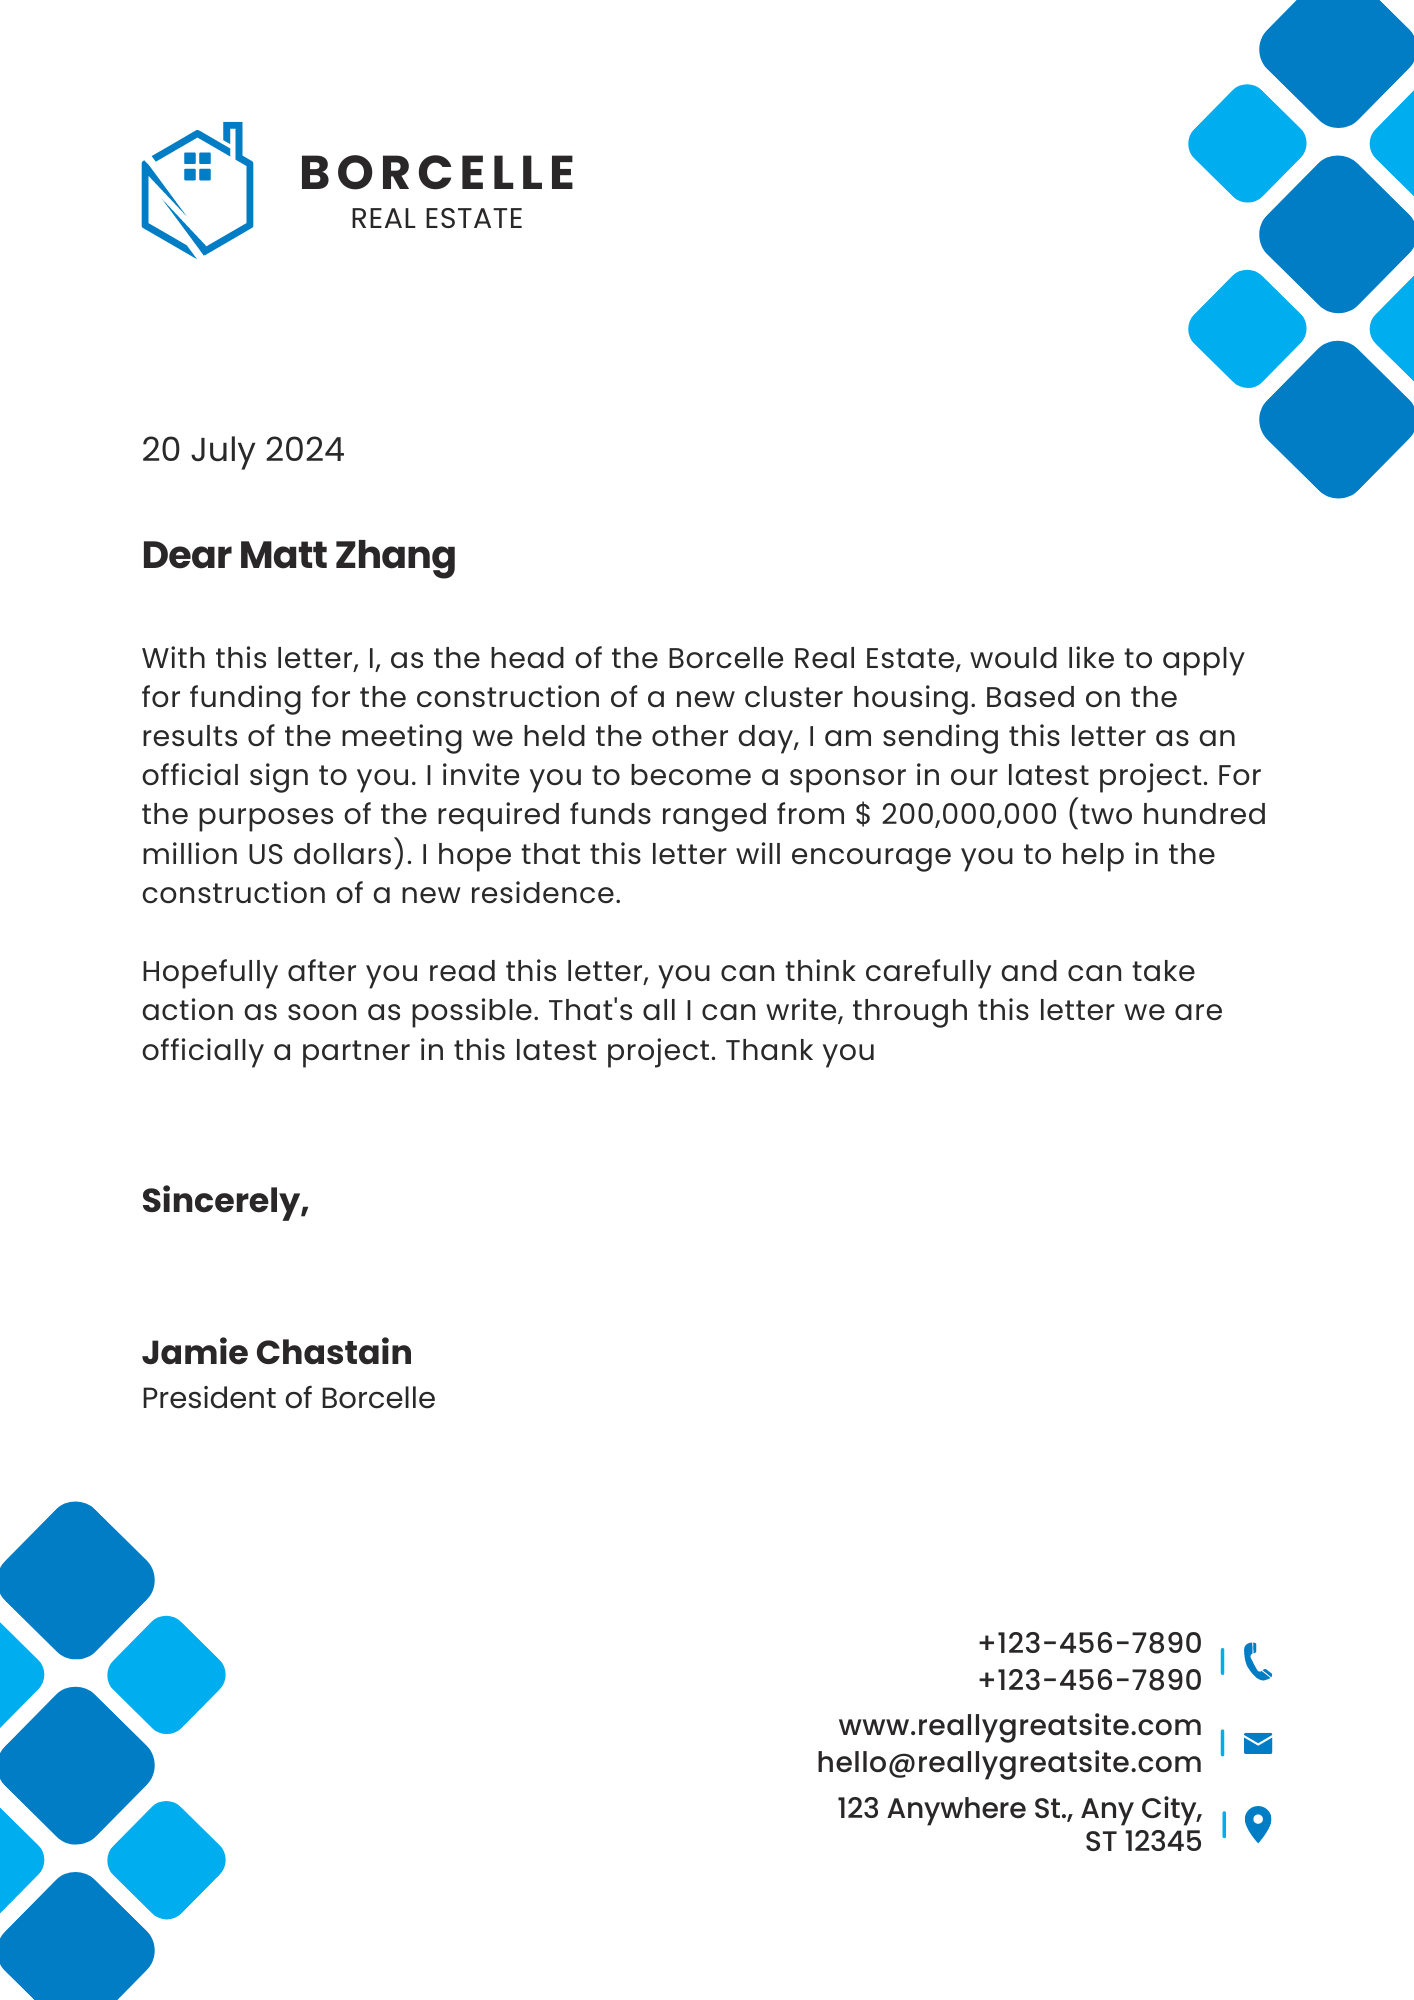 BORCELLE
REAL ESTATE
20 July 2024
Dear Matt Zhang
With this letter, I, as the head of the Borcelle Real Estate, would like to apply
for funding for the construction of a new cluster housing. Based on the
results of the meeting we held the other day, I am sending this letter as an
official sign to you. I invite you to become a sponsor in our latest project. For
the purposes of the required funds ranged from $ 200,000,000 (two hundred
million US dollars). I hope that this letter will encourage you to help in the
construction of a new residence.
Hopefully after you read this letter, you can think carefully and can take
action as soon as possible. That's all I can write, through this letter we are
officially a partner in this latest project. Thank you
Sincerely,
Jamie Chastain
President of Borcelle
+123-456-7890
+123-456-7890
www.reallygreatsite.com
hello@reallygreatsite.com
123 Anywhere St., Any City,
ST 12345